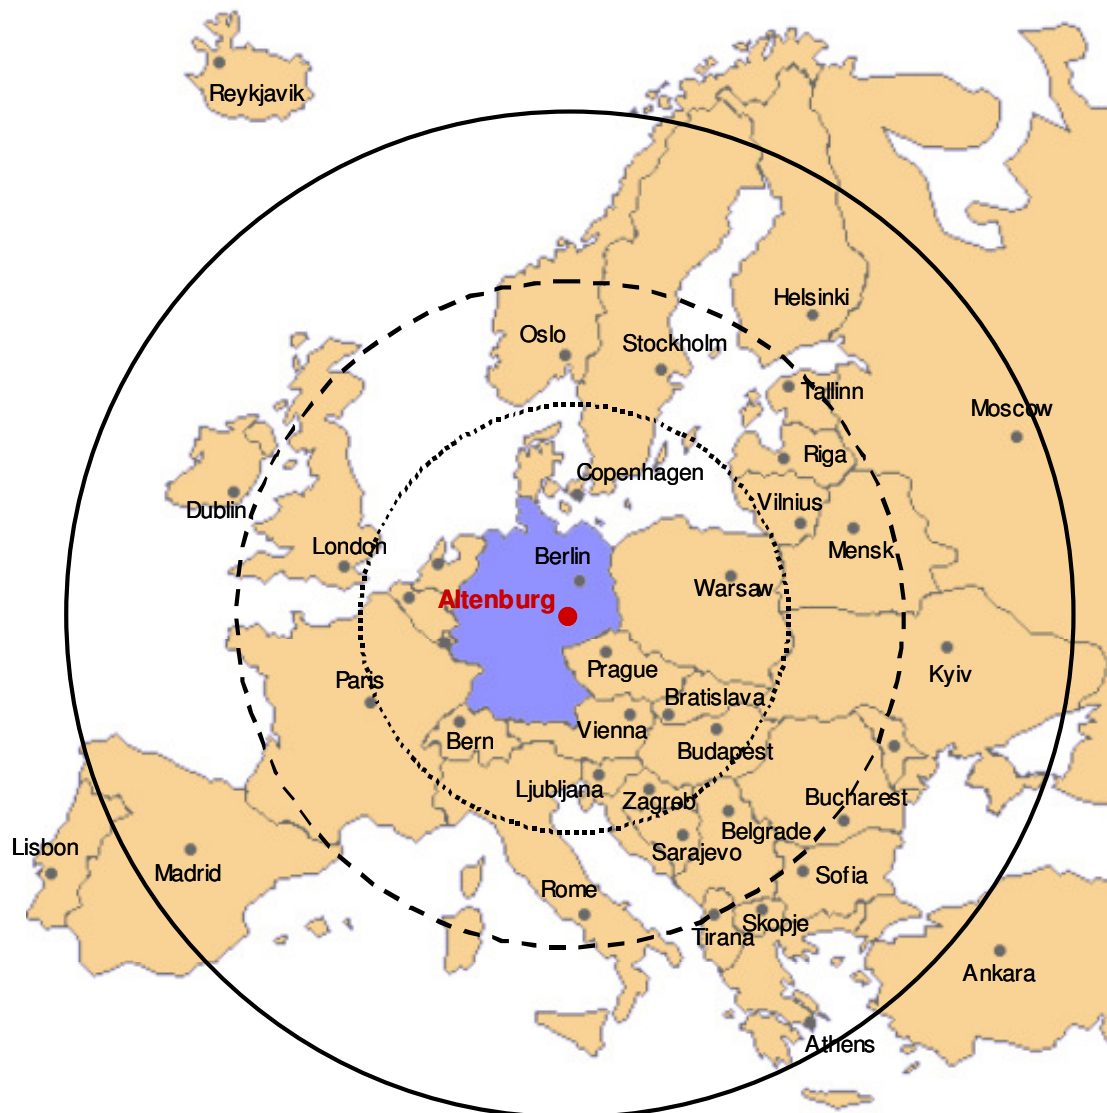 Reykjavik
Helsinki
Oslo
Stockholm
Tallinn
Moscow
Riga
Copenhagen
Dublin
Vilnius
London
Mensk
Berlin
Warsaw
Altenburg
Prague
Kyiv
Paris
Bratislava
Vienna
Bern
Budapest
Ljubljana
Zagreb
Bucharest
Belgrade
Lisbon
Sarajevo
Madrid
Sofia
Rome
Skopje
Tirana
Ankara
Athens